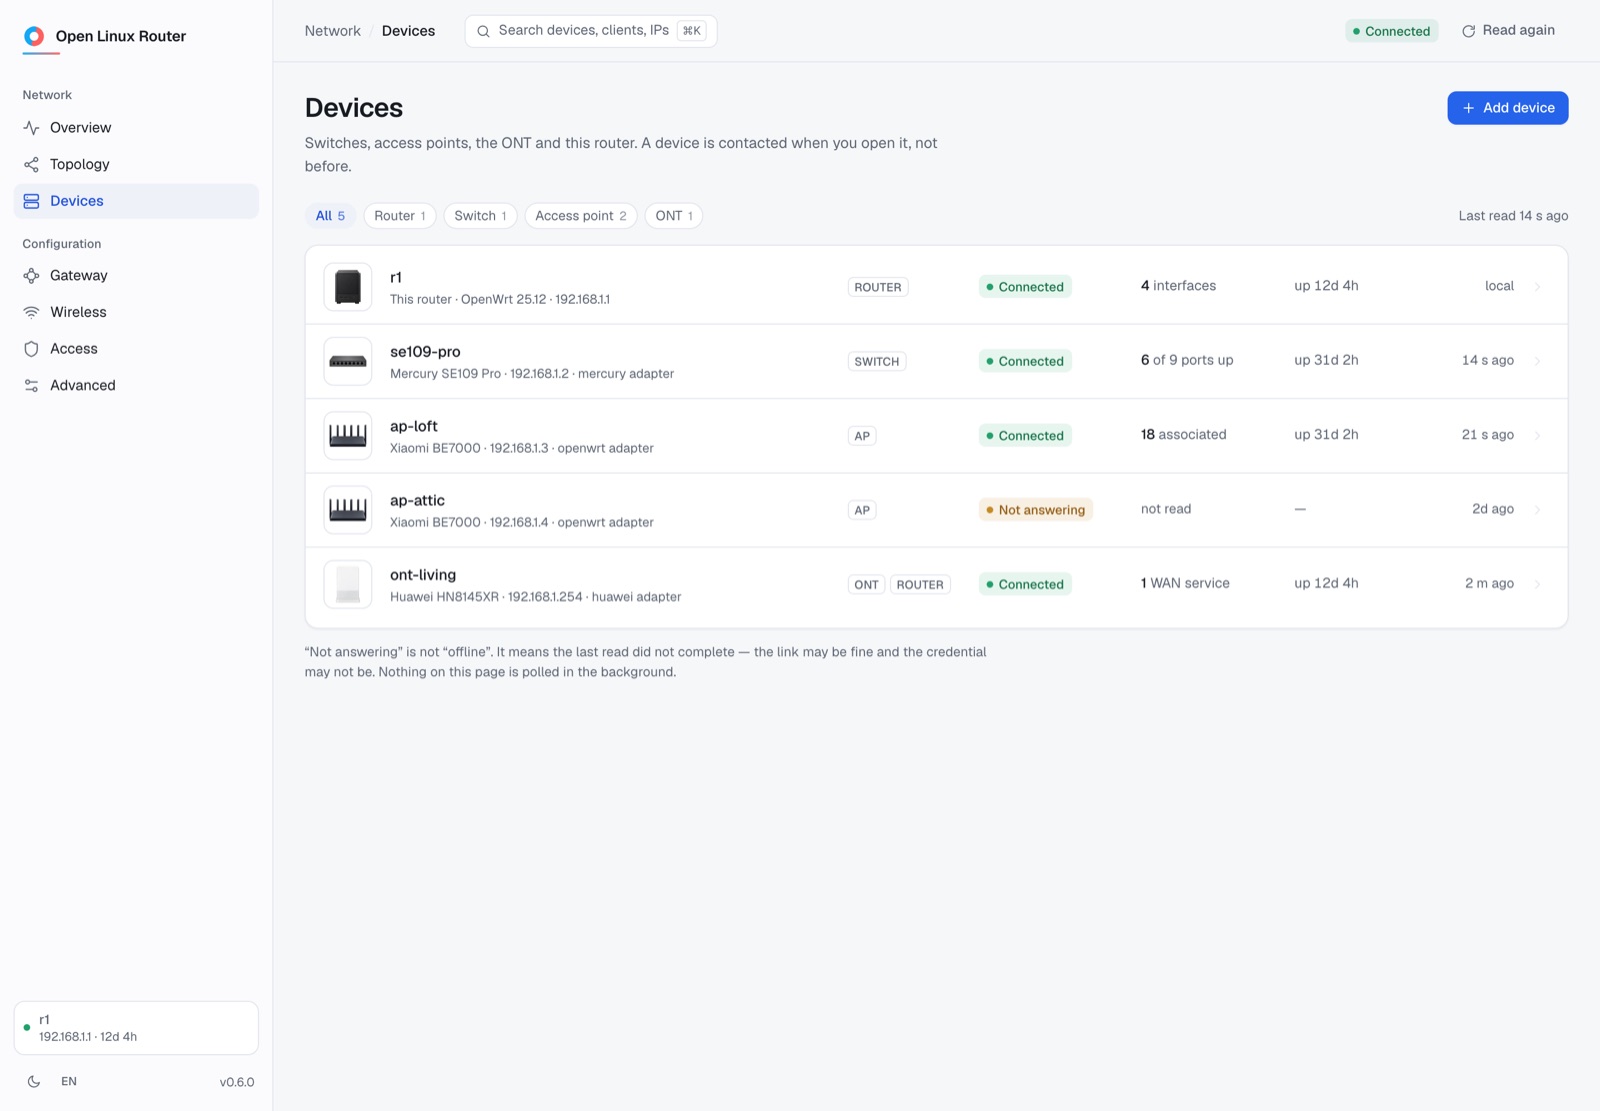 Open Linux Router
Network
Overview
Topology
Devices
Configuration
Gateway
Wireless
Access
Advanced
r1
192.168.1.1 · 12d 4h
EN
v0.6.0
Network / Devices
Search devices, clients, IPs ⌘K
Connected
Read again
Devices
Add device
Switches, access points, the ONT and this router. A device is contacted when you open it, not
before.
All 5
Router 1
Switch 1
Access point 2
ONT 1
Last read 14 s ago
r1
This router · OpenWrt 25.12 · 192.168.1.1
ROUTER
Connected
4 interfaces
up 12d 4h
local
se109-pro
Mercury SE109 Pro · 192.168.1.2 · mercury adapter
SWITCH
Connected
6 of 9 ports up
up 31d 2h
14 s ago
ap-loft
Xiaomi BE7000 · 192.168.1.3 · openwrt adapter
AP
Connected
18 associated
up 31d 2h
21 s ago
ap-attic
Xiaomi BE7000 · 192.168.1.4 · openwrt adapter
AP
Not answering
not read
—
2d ago
ont-living
Huawei HN8145XR · 192.168.1.254 · huawei adapter
ONT
ROUTER
Connected
1 WAN service
up 12d 4h
2 m ago
“Not answering” is not “offline”. It means the last read did not complete — the link may be fine and the credential
may not be. Nothing on this page is polled in the background.